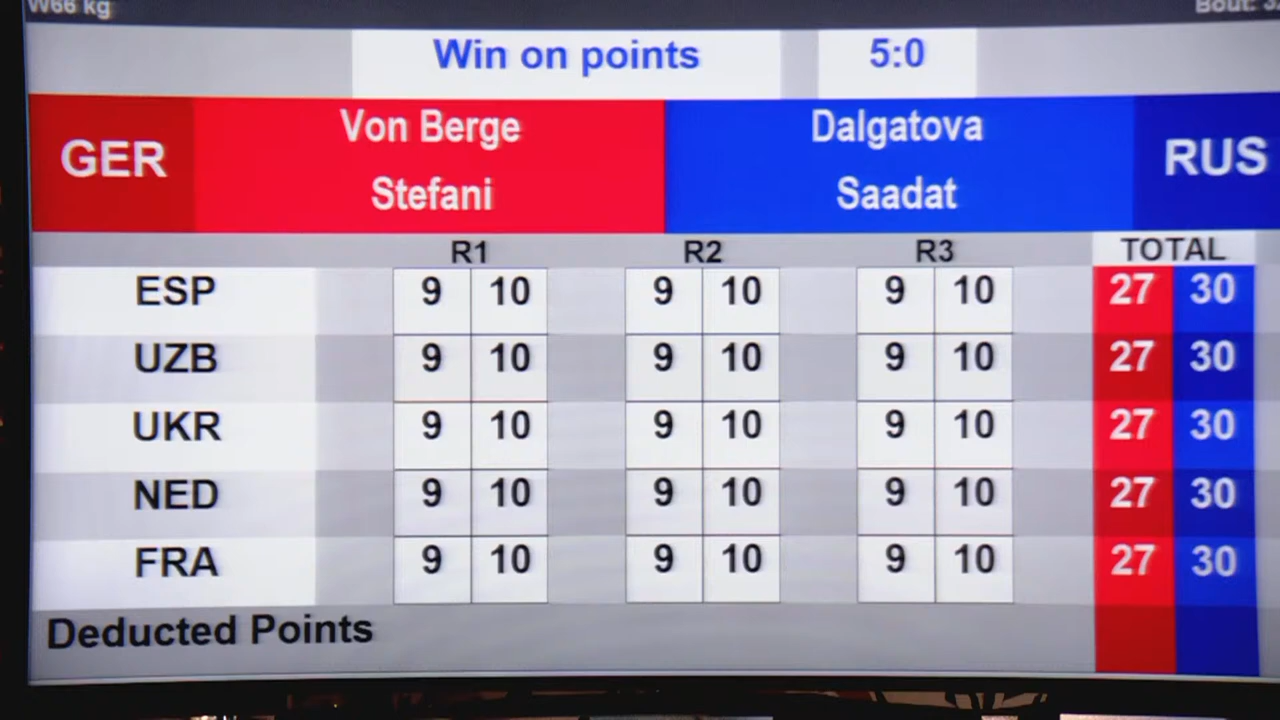 W66 kg Bout:
Win on points 5:0
GER Von Berge Stefani Dalgatova Saadat RUS
R1 R2 R3 TOTAL
ESP 9 10 9 10 9 10 27 30
UZB 9 10 9 10 9 10 27 30
UKR 9 10 9 10 9 10 27 30
NED 9 10 9 10 9 10 27 30
FRA 9 10 9 10 9 10 27 30
Deducted Points